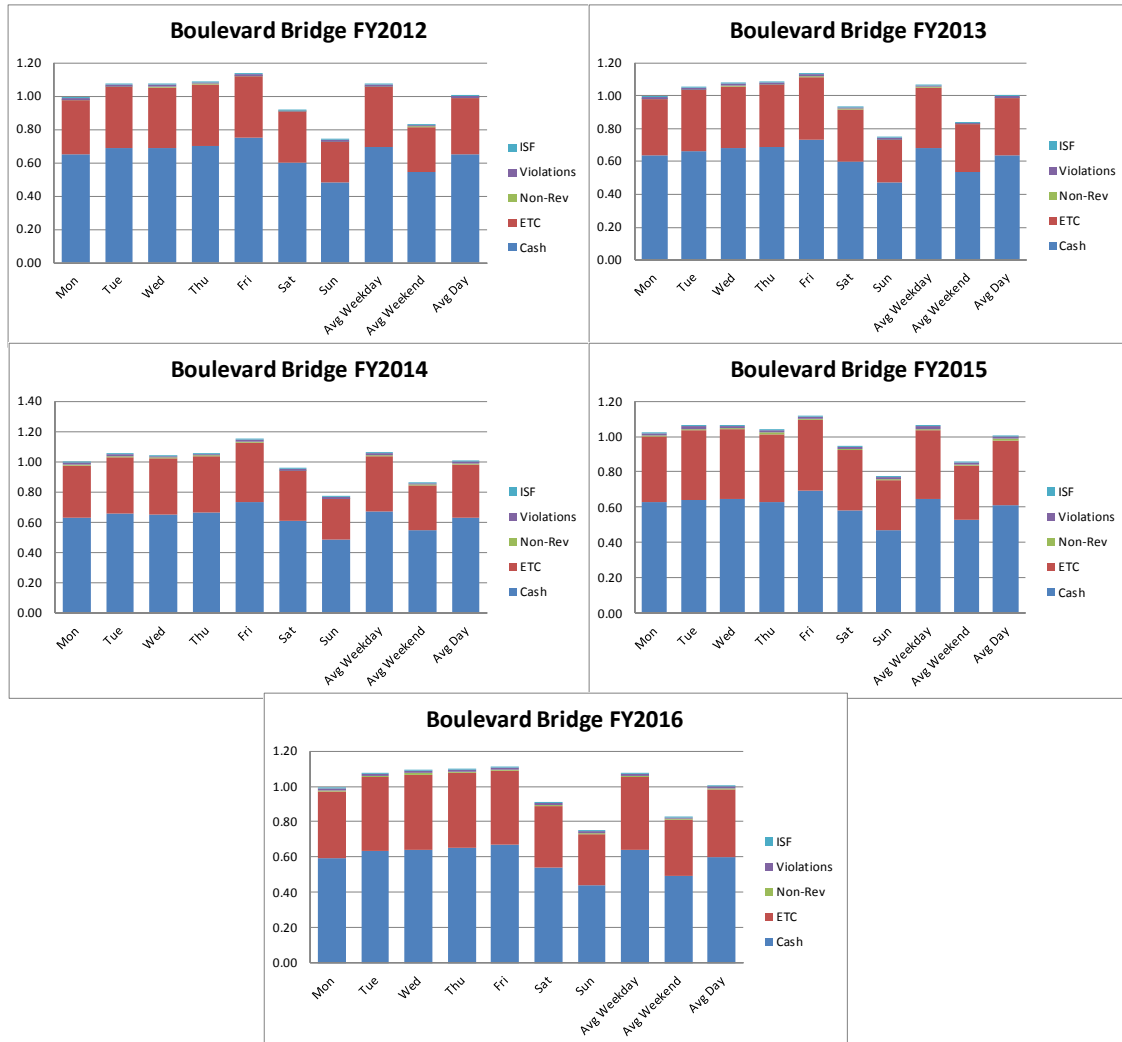 Boulevard Bridge FY2012
1.20
1.00
0.80
0.60
0.40
0.20
0.00
ISF
Violations
Non-Rev
ETC
Cash
Mon
Tue
Wed
Thu
Fri
Sat
Sun
Avg Weekday
Avg Weekend
Avg Day
Boulevard Bridge FY2013
1.20
1.00
0.80
0.60
0.40
0.20
0.00
ISF
Violations
Non-Rev
ETC
Cash
Mon
Tue
Wed
Thu
Fri
Sat
Sun
Avg Weekday
Avg Weekend
Avg Day
Boulevard Bridge FY2014
1.40
1.20
1.00
0.80
0.60
0.40
0.20
0.00
ISF
Violations
Non-Rev
ETC
Cash
Mon
Tue
Wed
Thu
Fri
Sat
Sun
Avg Weekday
Avg Weekend
Avg Day
Boulevard Bridge FY2015
1.20
1.00
0.80
0.60
0.40
0.20
0.00
ISF
Violations
Non-Rev
ETC
Cash
Mon
Tue
Wed
Thu
Fri
Sat
Sun
Avg Weekday
Avg Weekend
Avg Day
Boulevard Bridge FY2016
1.20
1.00
0.80
0.60
0.40
0.20
0.00
ISF
Violations
Non-Rev
ETC
Cash
Mon
Tue
Wed
Thu
Fri
Sat
Sun
Avg Weekday
Avg Weekend
Avg Day